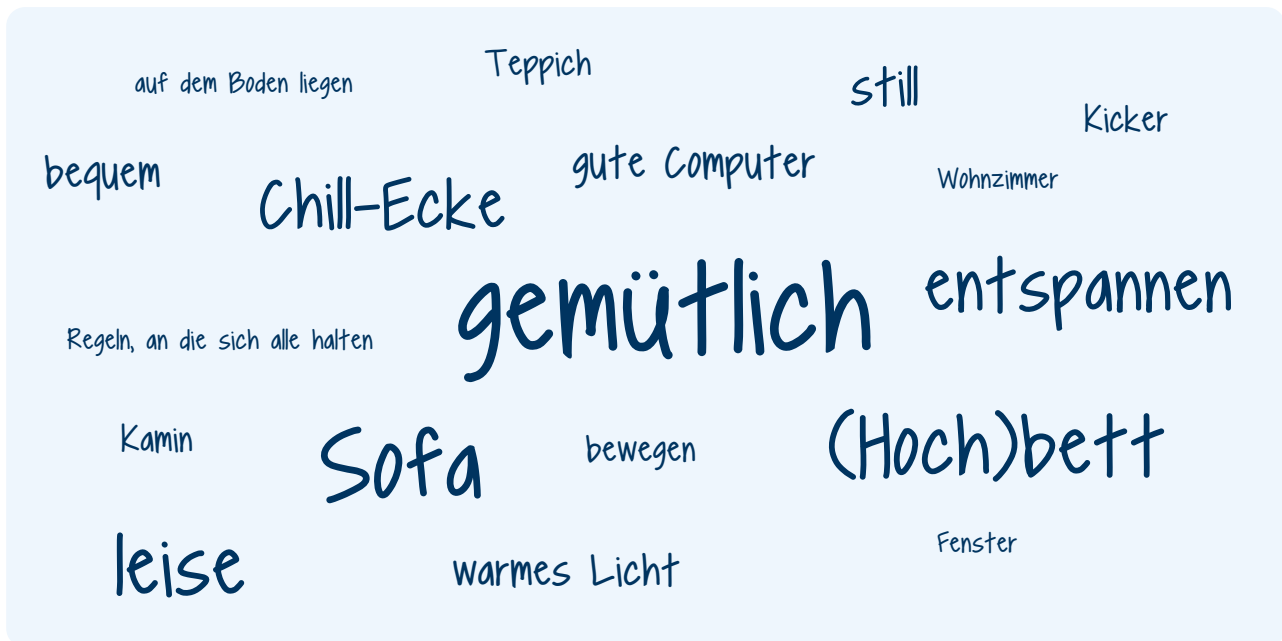 Teppich
auf dem Boden liegen
still
Kicker
bequem
gute Computer
Wohnzimmer
Chill-Ecke
gemütlich
entspannen
Regeln, an die sich alle halten
Kamin
Sofa
bewegen
(Hoch)bett
leise
warmes Licht
Fenster